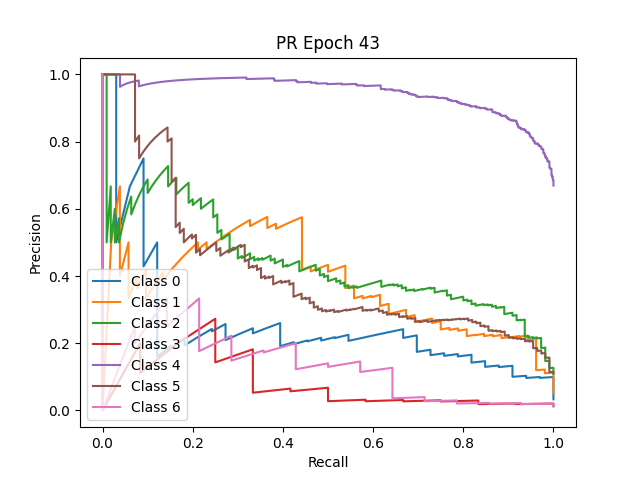 PR Epoch 43
Precision
1.0
0.8
0.6
0.4
0.2
0.0
Class 0
Class 1
Class 2
Class 3
Class 4
Class 5
Class 6
0.0 0.2 0.4 0.6 0.8 1.0
Recall